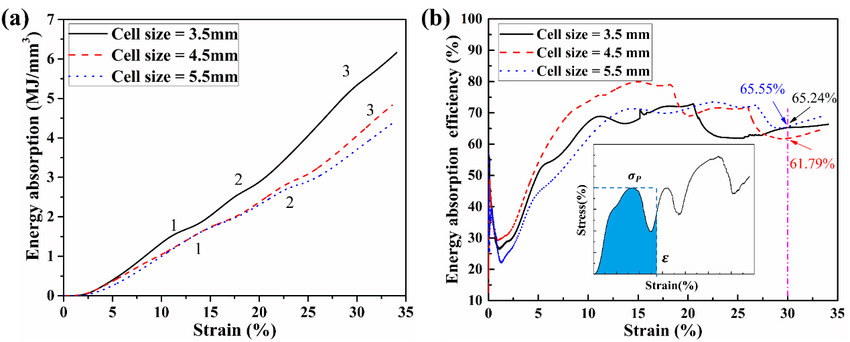 (a)
Energy absorption (MJ/mm³)
7
6
5
4
3
2
1
0
Cell size = 3.5mm
Cell size = 4.5mm
Cell size = 5.5mm
3
3
2
2
1
1
0 5 10 15 20 25 30 35
Strain (%)
(b)
Energy absorption efficiency (%)
100
90
80
70
60
50
40
30
20
10
Cell size = 3.5 mm
Cell size = 4.5 mm
Cell size = 5.5 mm
65.55%
65.24%
61.79%
Stress(%)
σP
ε
Strain(%)
0 5 10 15 20 25 30 35
Strain (%)